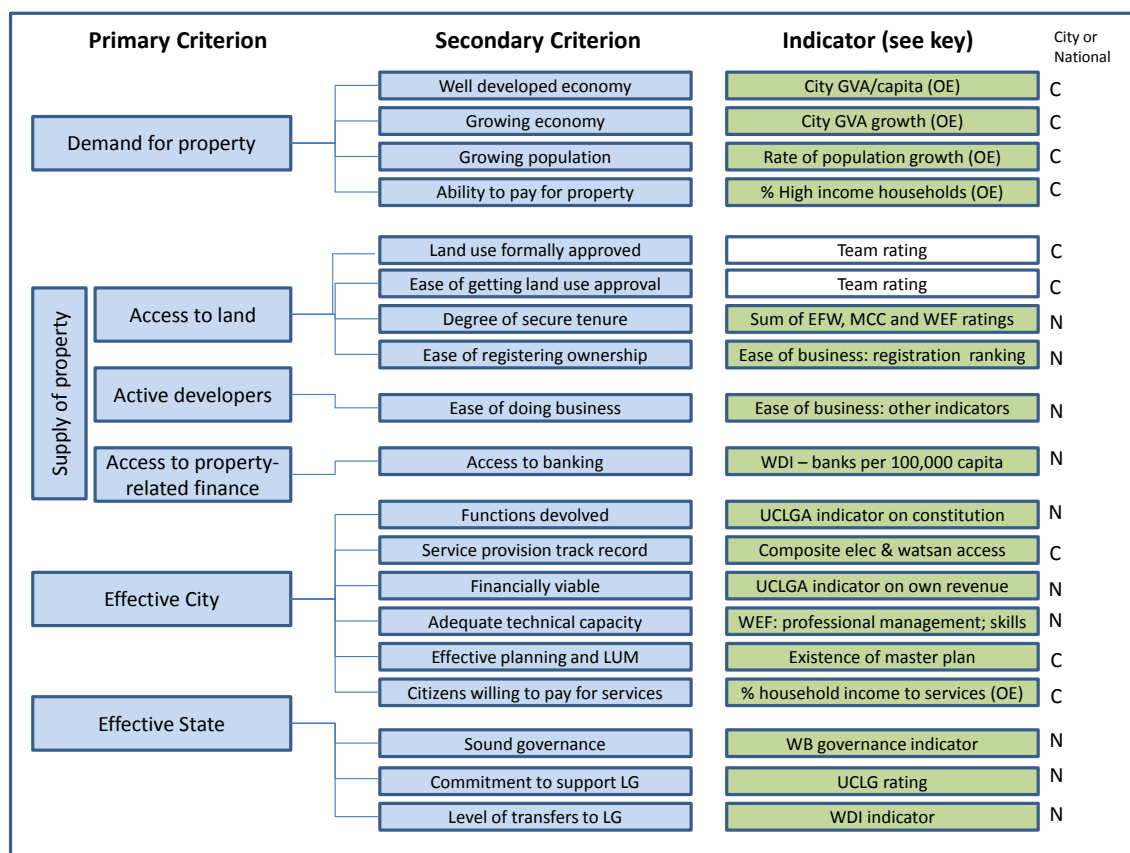 Primary Criterion
Secondary Criterion
Indicator (see key)
City or
National
Demand for property
Well developed economy
City GVA/capita (OE)
C
Growing economy
City GVA growth (OE)
C
Growing population
Rate of population growth (OE)
C
Ability to pay for property
% High income households (OE)
C
Supply of property
Access to land
Land use formally approved
Team rating
C
Ease of getting land use approval
Team rating
C
Degree of secure tenure
Sum of EFW, MCC and WEF ratings
N
Ease of registering ownership
Ease of business: registration ranking
N
Active developers
Ease of doing business
Ease of business: other indicators
N
Access to property-
related finance
Access to banking
WDI – banks per 100,000 capita
N
Effective City
Functions devolved
UCLGA indicator on constitution
N
Service provision track record
Composite elec & watsan access
C
Financially viable
UCLGA indicator on own revenue
N
Adequate technical capacity
WEF: professional management; skills
N
Effective planning and LUM
Existence of master plan
C
Citizens willing to pay for services
% household income to services (OE)
C
Effective State
Sound governance
WB governance indicator
N
Commitment to support LG
UCLG rating
N
Level of transfers to LG
WDI indicator
N